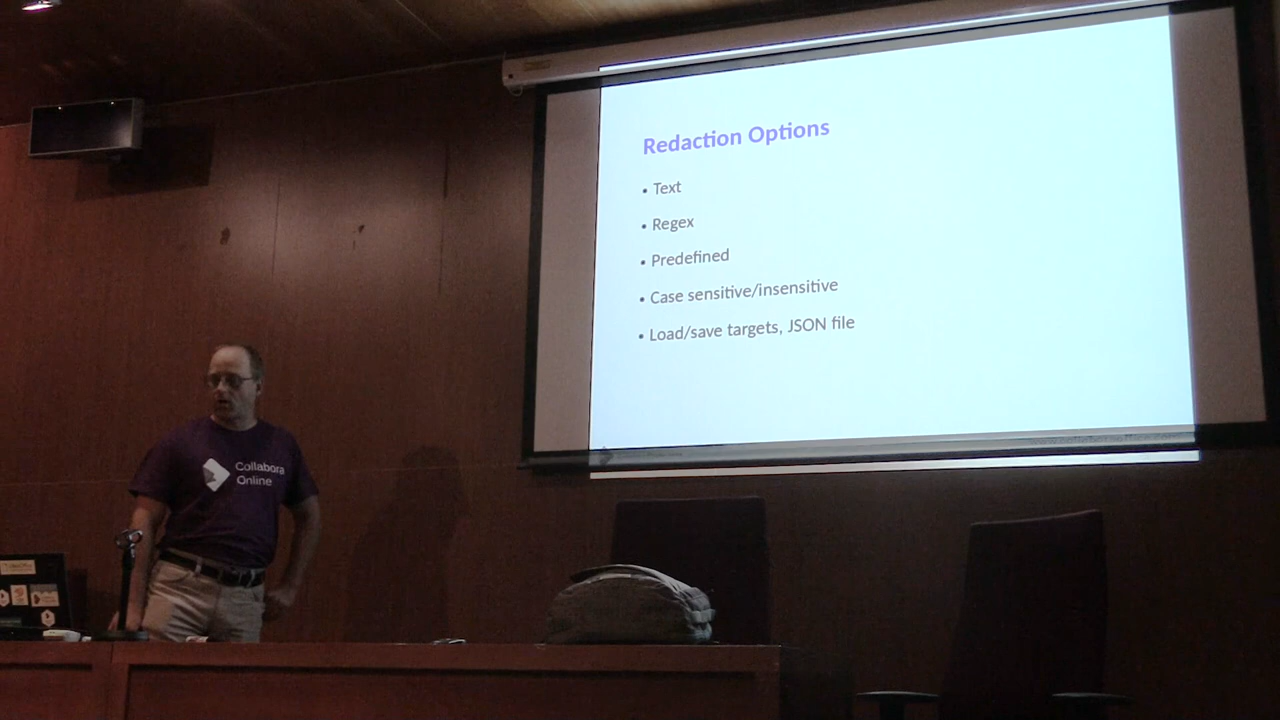 Redaction Options
• Text
• Regex
• Predefined
• Case sensitive/insensitive
• Load/save targets, JSON file
Collabora
Online